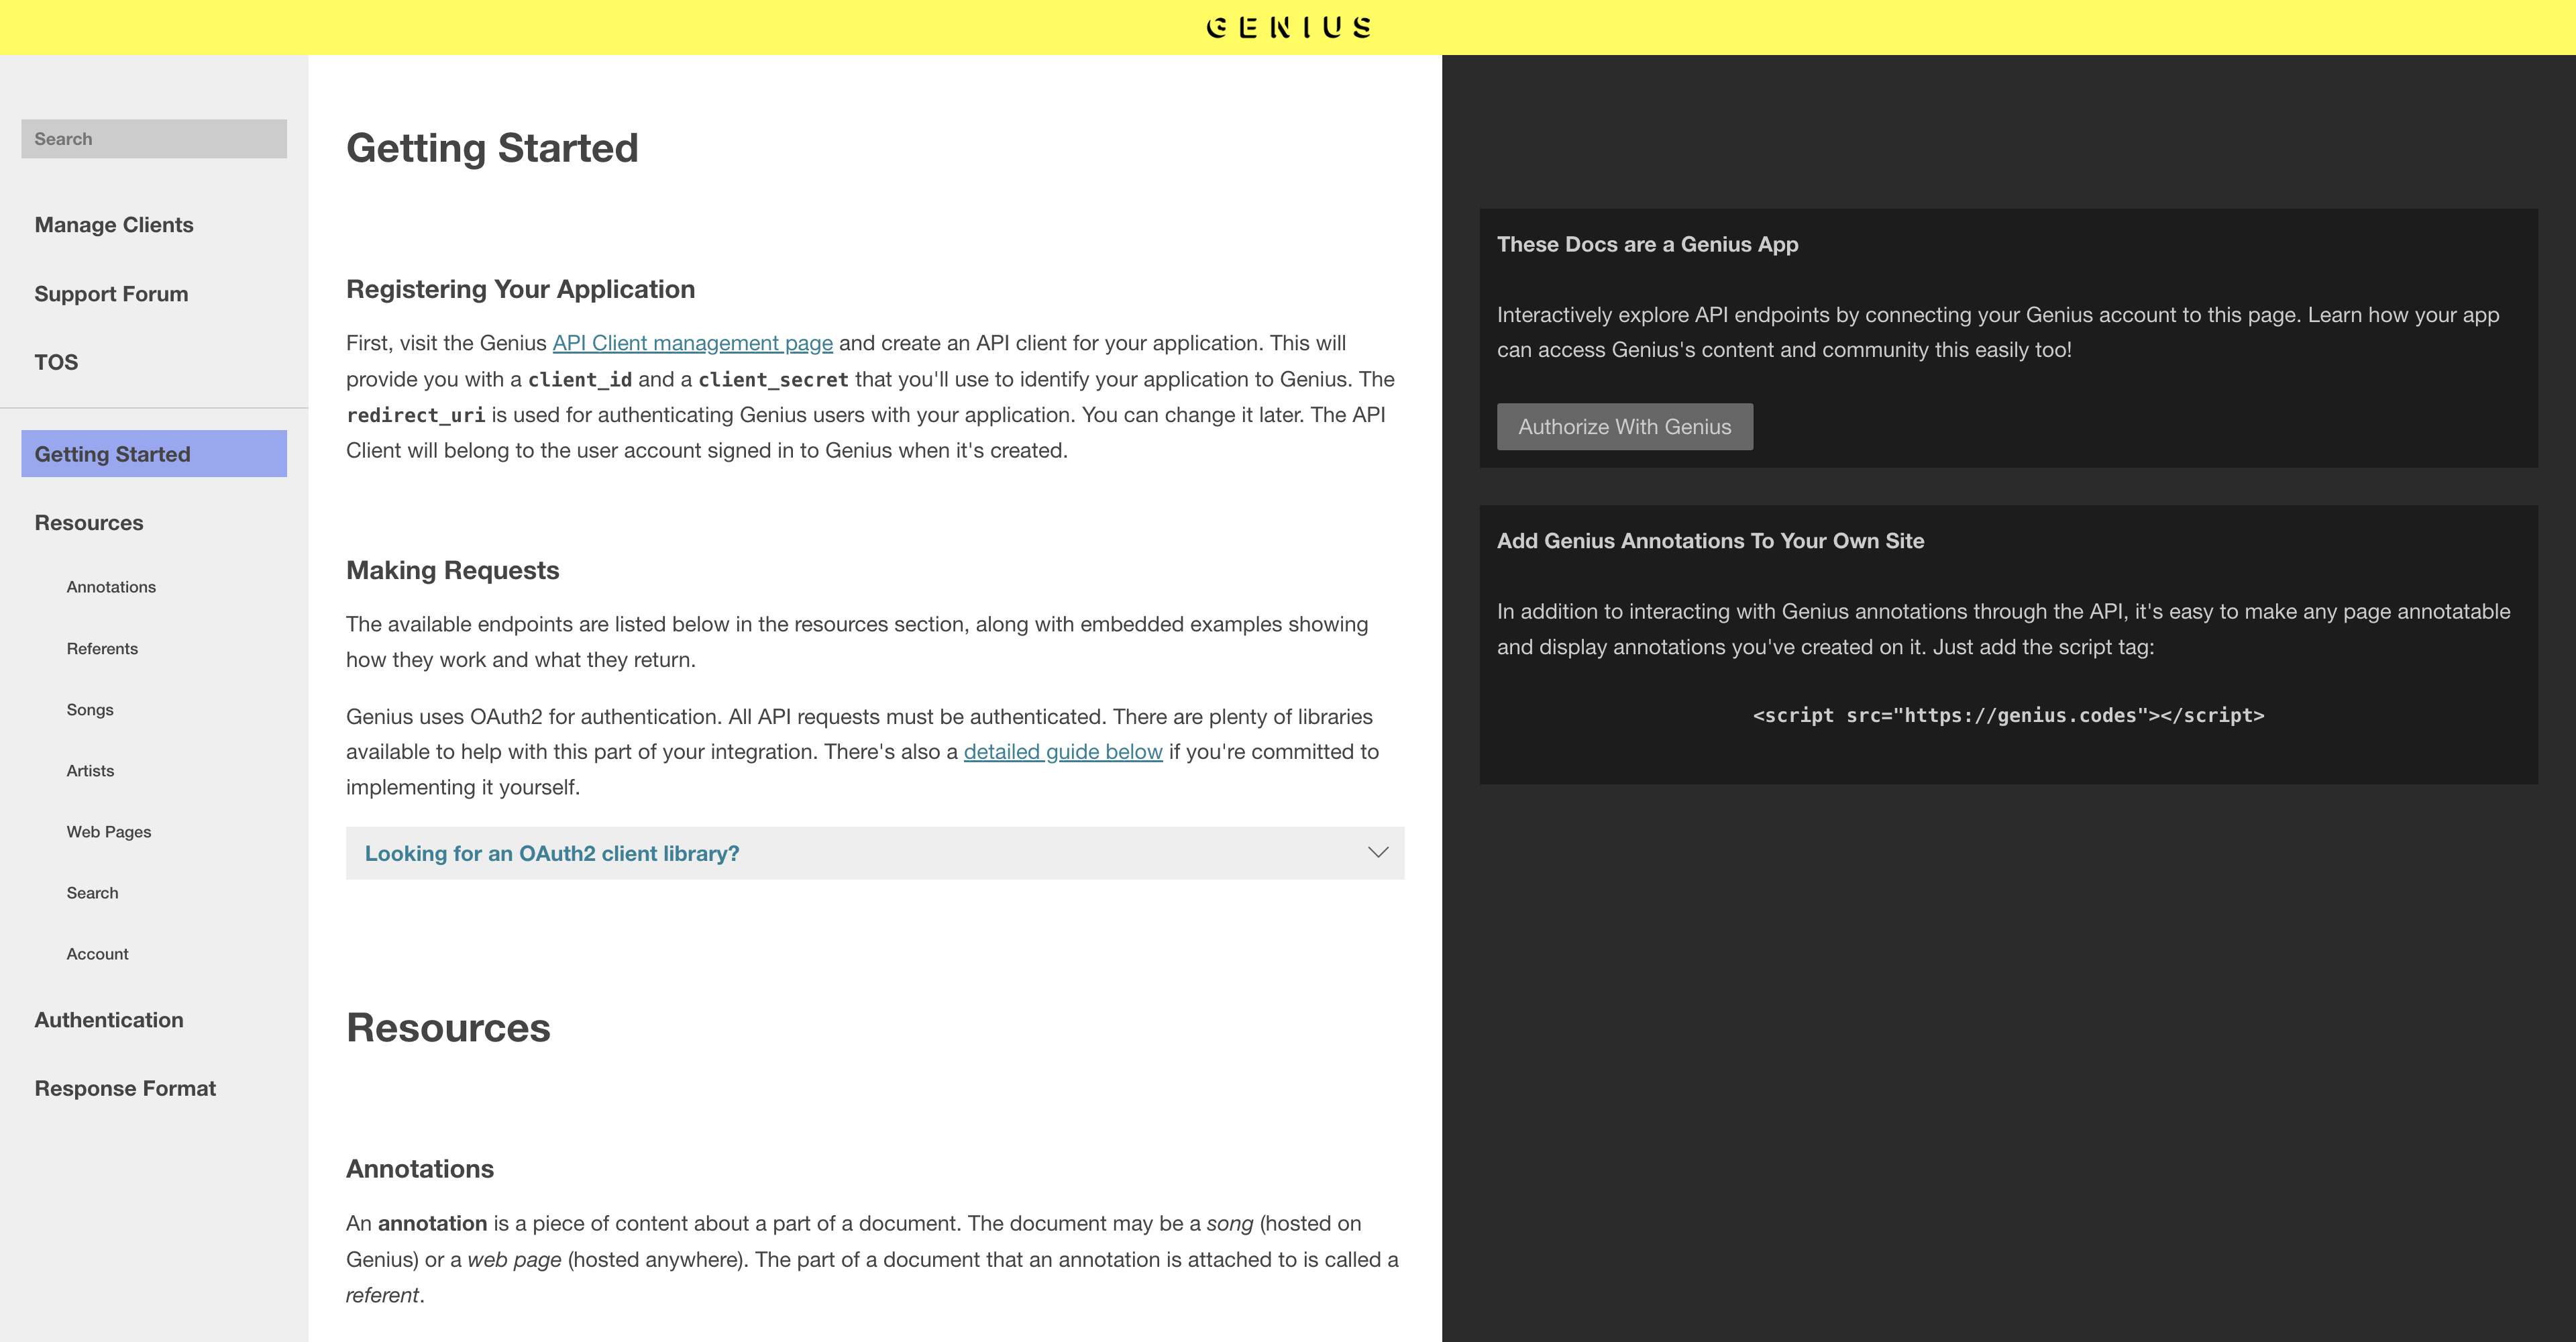 GENIUS
Search
Manage Clients
Support Forum
TOS
Getting Started
Resources
Annotations
Referents
Songs
Artists
Web Pages
Search
Account
Authentication
Response Format
Getting Started
Registering Your Application
First, visit the Genius API Client management page and create an API client for your application. This will
provide you with a client_id and a client_secret that you'll use to identify your application to Genius. The
redirect_uri is used for authenticating Genius users with your application. You can change it later. The API
Client will belong to the user account signed in to Genius when it's created.
Making Requests
The available endpoints are listed below in the resources section, along with embedded examples showing
how they work and what they return.
Genius uses OAuth2 for authentication. All API requests must be authenticated. There are plenty of libraries
available to help with this part of your integration. There's also a detailed guide below if you're committed to
implementing it yourself.
Looking for an OAuth2 client library?
Resources
Annotations
An annotation is a piece of content about a part of a document. The document may be a song (hosted on
Genius) or a web page (hosted anywhere). The part of a document that an annotation is attached to is called a
referent.
These Docs are a Genius App
Interactively explore API endpoints by connecting your Genius account to this page. Learn how your app
can access Genius's content and community this easily too!
Authorize With Genius
Add Genius Annotations To Your Own Site
In addition to interacting with Genius annotations through the API, it's easy to make any page annotatable
and display annotations you've created on it. Just add the script tag:
<script src="https://genius.codes"></script>